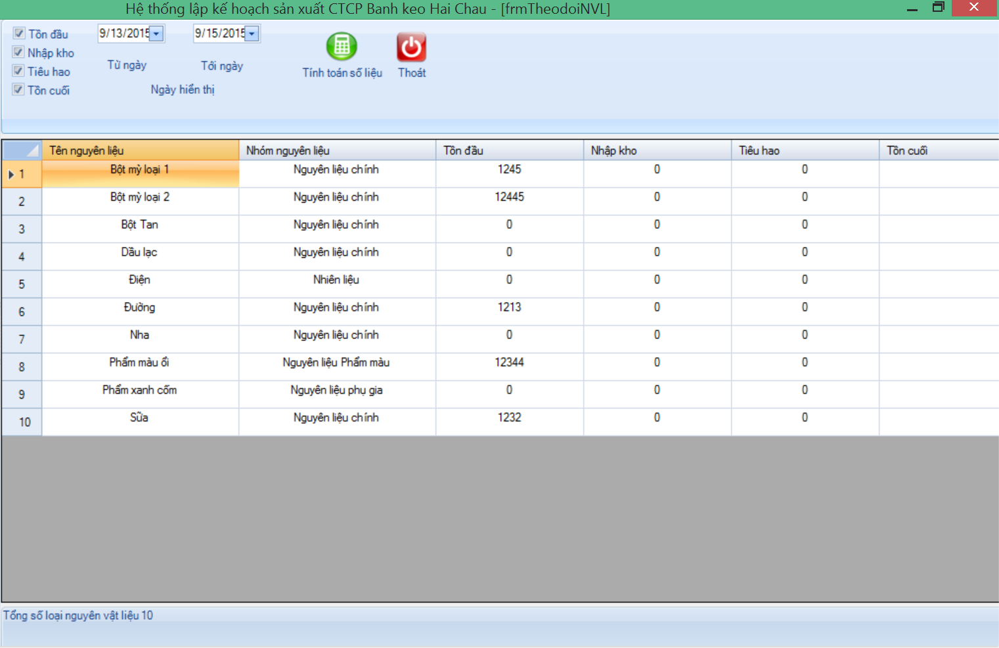 Hệ thống lập kế hoạch sản xuất CTCP Banh keo Hai Chau - [frmTheodoiNVL]
Tồn đầu
Nhập kho
Tiêu hao
Tồn cuối
9/13/2015 9/15/2015
Từ ngày Tới ngày
Ngày hiển thị
Tính toán số liệu Thoát
Tên nguyên liệu Nhóm nguyên liệu Tồn đầu Nhập kho Tiêu hao Tồn cuối
1 Bột mỳ loại 1 Nguyên liệu chính 1245 0 0
2 Bột mỳ loại 2 Nguyên liệu chính 12445 0 0
3 Bột Tan Nguyên liệu chính 0 0 0
4 Dầu lạc Nguyên liệu chính 0 0 0
5 Điện Nhiên liệu 0 0 0
6 Đường Nguyên liệu chính 1213 0 0
7 Nha Nguyên liệu chính 0 0 0
8 Phẩm màu ổi Nguyên liệu Phẩm màu 12344 0 0
9 Phẩm xanh cốm Nguyên liệu phụ gia 0 0 0
10 Sữa Nguyên liệu chính 1232 0 0
Tổng số loại nguyên vật liệu 10